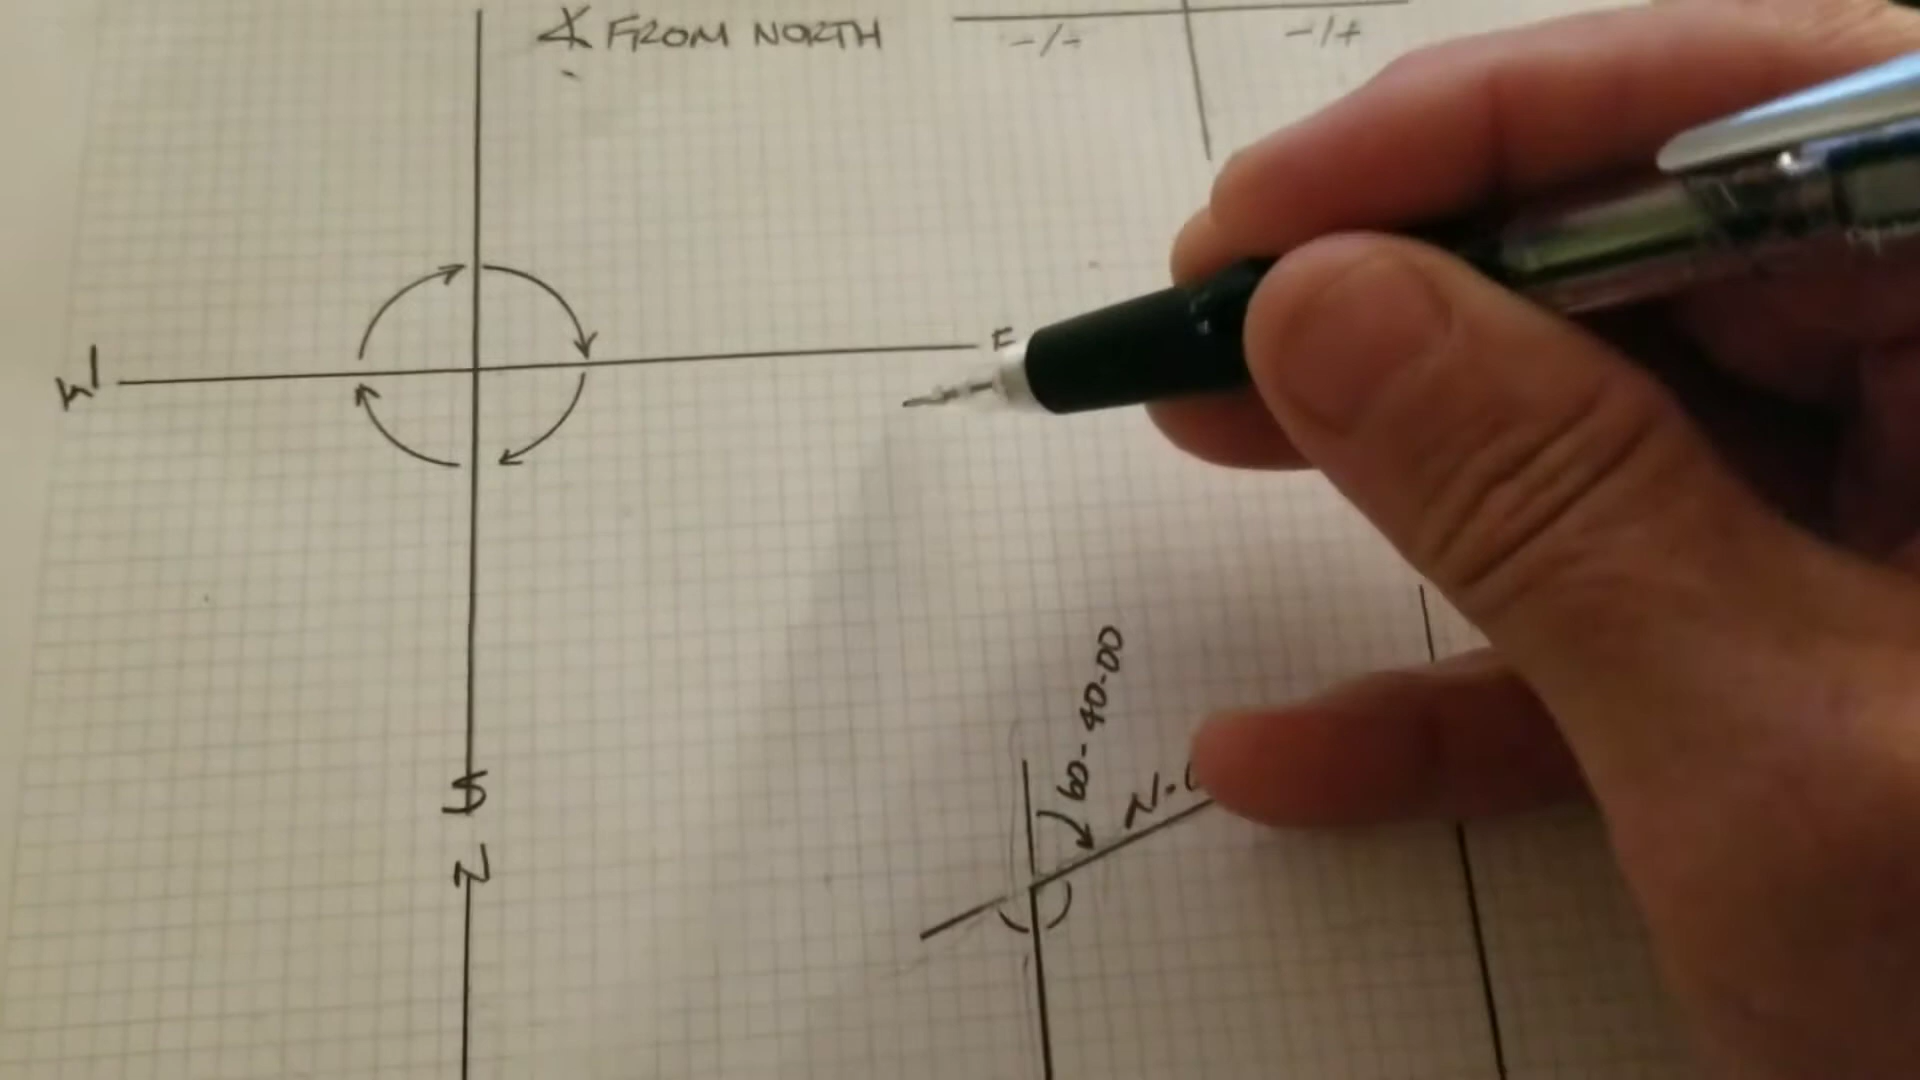 ∡ FROM NORTH
-/-
-/+
W
E
S
N
60-40-00
N.